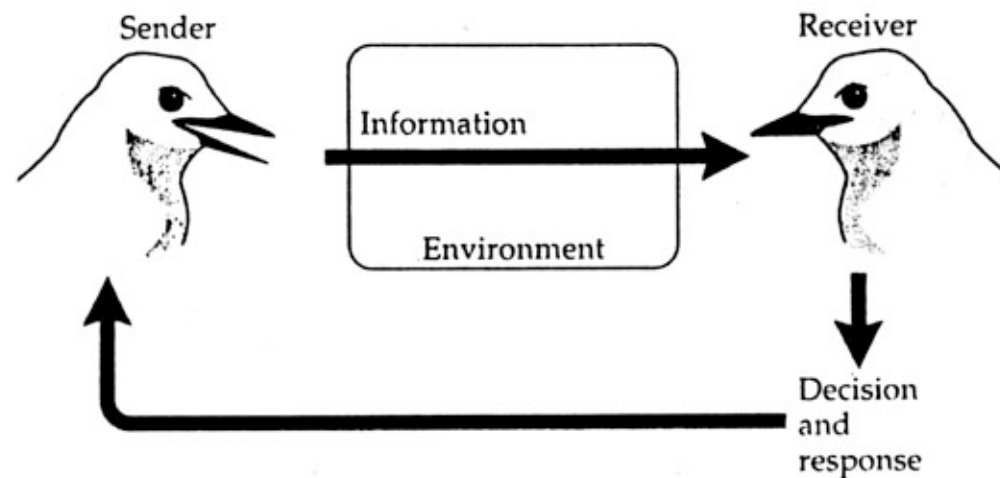 Sender
Receiver
Information
Environment
Decision
and
response